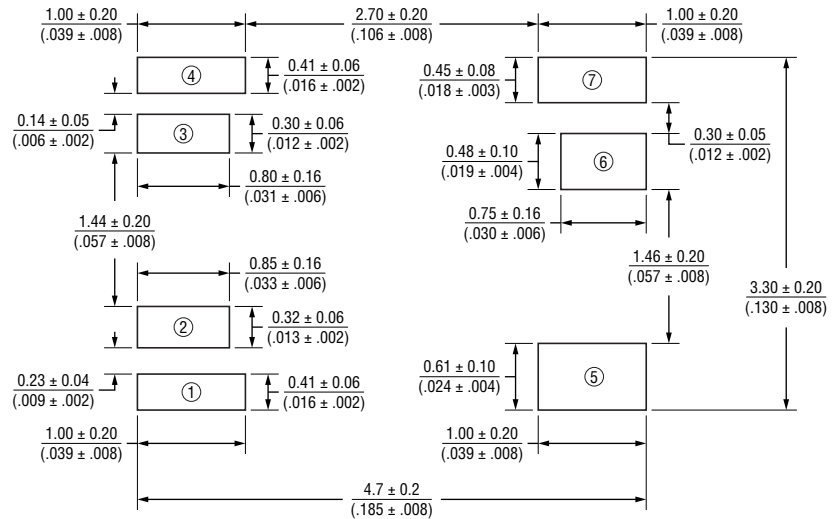 1.00 ± 0.20
(.039 ± .008)
2.70 ± 0.20
(.106 ± .008)
1.00 ± 0.20
(.039 ± .008)
④
0.41 ± 0.06
(.016 ± .002)
0.45 ± 0.08
(.018 ± .003)
⑦
0.14 ± 0.05
(.006 ± .002)
③
0.30 ± 0.06
(.012 ± .002)
0.48 ± 0.10
(.019 ± .004)
⑥
0.30 ± 0.05
(.012 ± .002)
0.80 ± 0.16
(.031 ± .006)
0.75 ± 0.16
(.030 ± .006)
1.44 ± 0.20
(.057 ± .008)
1.46 ± 0.20
(.057 ± .008)
3.30 ± 0.20
(.130 ± .008)
0.85 ± 0.16
(.033 ± .006)
②
0.32 ± 0.06
(.013 ± .002)
0.23 ± 0.04
(.009 ± .002)
①
0.41 ± 0.06
(.016 ± .002)
0.61 ± 0.10
(.024 ± .004)
⑤
1.00 ± 0.20
(.039 ± .008)
1.00 ± 0.20
(.039 ± .008)
4.7 ± 0.2
(.185 ± .008)